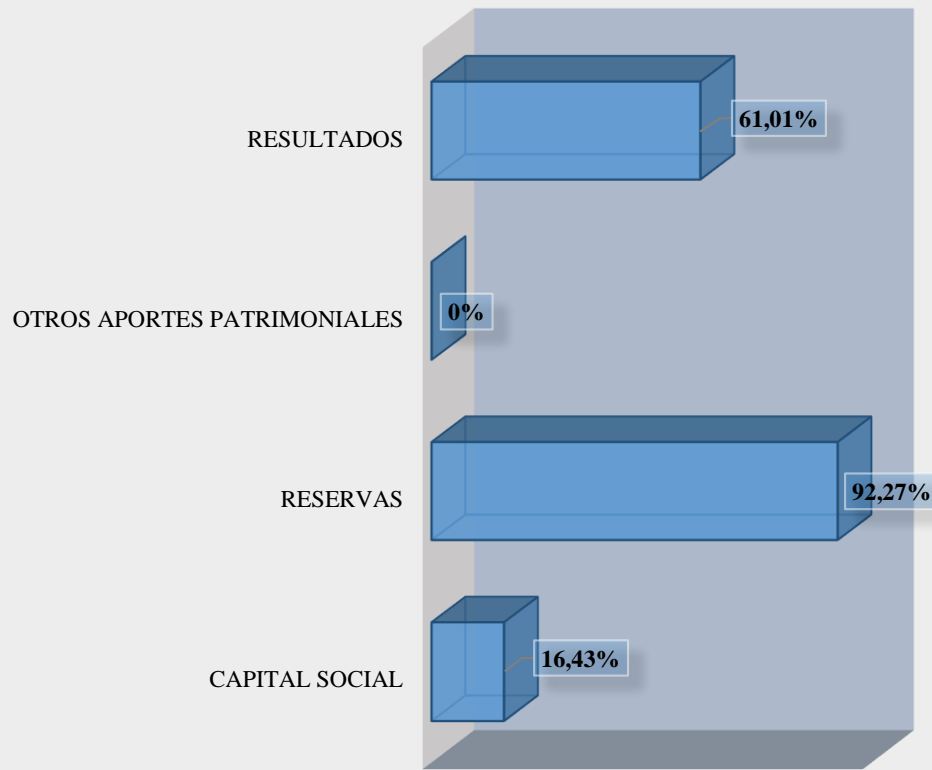 RESULTADOS
61,01%
OTROS APORTES PATRIMONIALES
0%
RESERVAS
92,27%
CAPITAL SOCIAL
16,43%